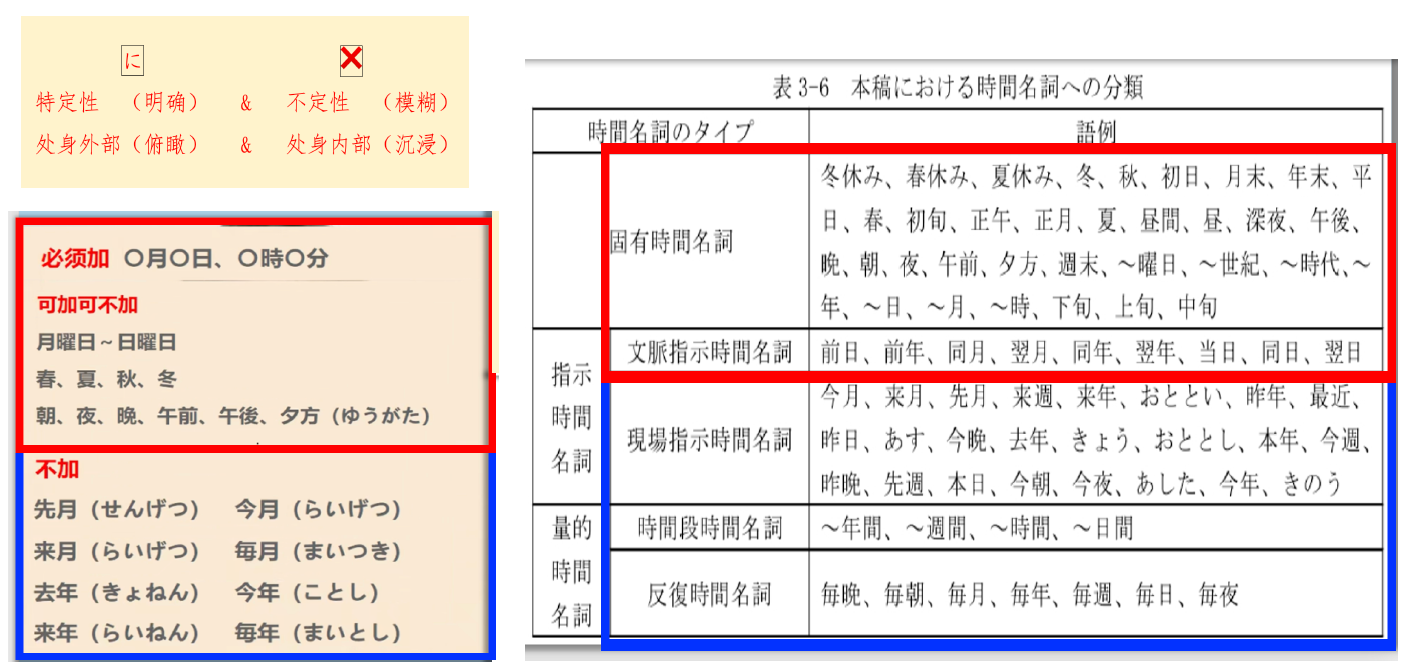 に ×
特定性 （明确） & 不定性 （模糊）
处身外部（俯瞰） & 处身内部（沉浸）
必须加 〇月〇日、〇時〇分
可加可不加
月曜日～日曜日
春、夏、秋、冬
朝、夜、晩、午前、午後、夕方（ゆうがた）
不加
先月（せんげつ） 今月（らいげつ）
来月（らいげつ） 毎月（まいつき）
去年（きょねん） 今年（ことし）
来年（らいねん） 毎年（まいとし）
表 3-6 本稿における時間名詞への分類
時間名詞のタイプ 語例
固有時間名詞
冬休み、春休み、夏休み、冬、秋、初日、月末、年末、平
日、春、初旬、正午、正月、夏、昼間、昼、深夜、午後、
晩、朝、夜、午前、夕方、週末、～曜日、～世紀、～時代、～
年、～日、～月、～時、下旬、上旬、中旬
指示
時間
名詞
文脈指示時間名詞 前日、前年、同月、翌月、同年、翌年、当日、同日、翌日
現場指示時間名詞
今月、来月、先月、来週、来年、おととい、昨年、最近、
昨日、あす、今晩、去年、きょう、おととし、本年、今週、
昨晩、先週、本日、今朝、今夜、あした、今年、きのう
量的
時間
名詞
時間段時間名詞 ～年間、～週間、～時間、～日間
反復時間名詞 毎晩、毎朝、毎月、毎年、毎週、毎日、毎夜